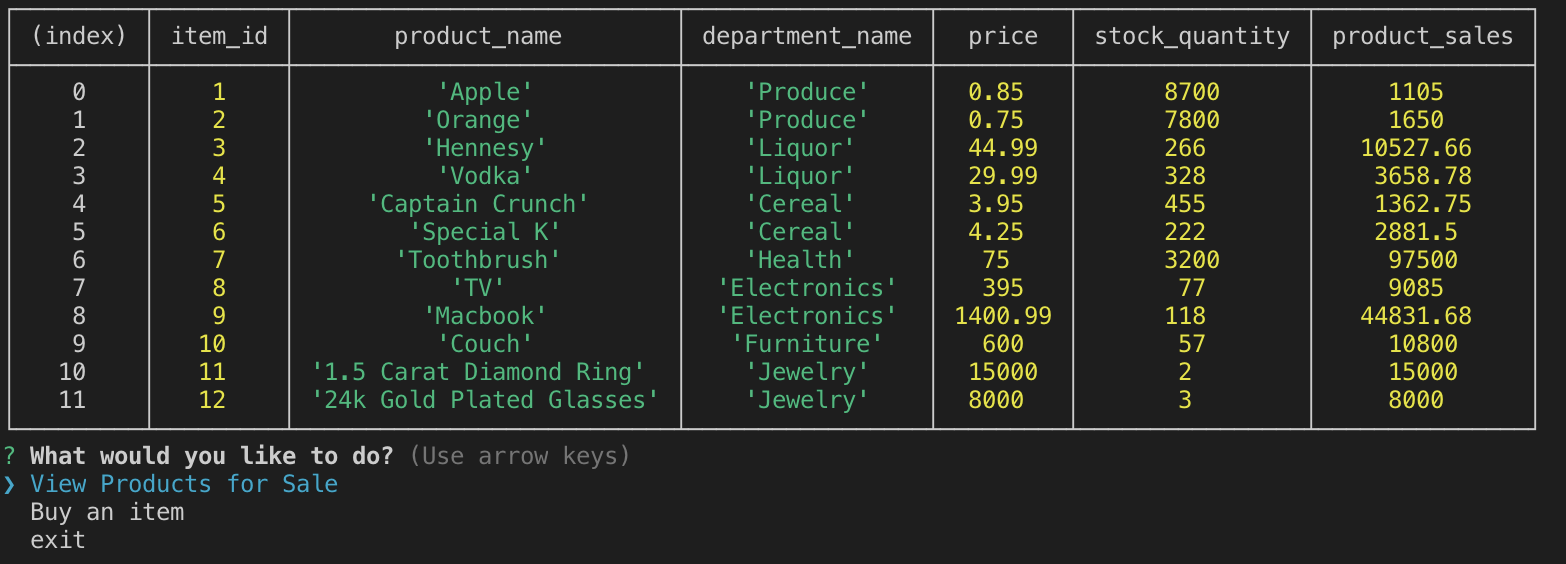 (index) item_id product_name department_name price stock_quantity product_sales
0 1 'Apple' 'Produce' 0.85 8700 1105
1 2 'Orange' 'Produce' 0.75 7800 1650
2 3 'Hennesy' 'Liquor' 44.99 266 10527.66
3 4 'Vodka' 'Liquor' 29.99 328 3658.78
4 5 'Captain Crunch' 'Cereal' 3.95 455 1362.75
5 6 'Special K' 'Cereal' 4.25 222 2881.5
6 7 'Toothbrush' 'Health' 75 3200 97500
7 8 'TV' 'Electronics' 395 77 9085
8 9 'Macbook' 'Electronics' 1400.99 118 44831.68
9 10 'Couch' 'Furniture' 600 57 10800
10 11 '1.5 Carat Diamond Ring' 'Jewelry' 15000 2 15000
11 12 '24k Gold Plated Glasses' 'Jewelry' 8000 3 8000
? What would you like to do? (Use arrow keys)
❯ View Products for Sale
Buy an item
exit